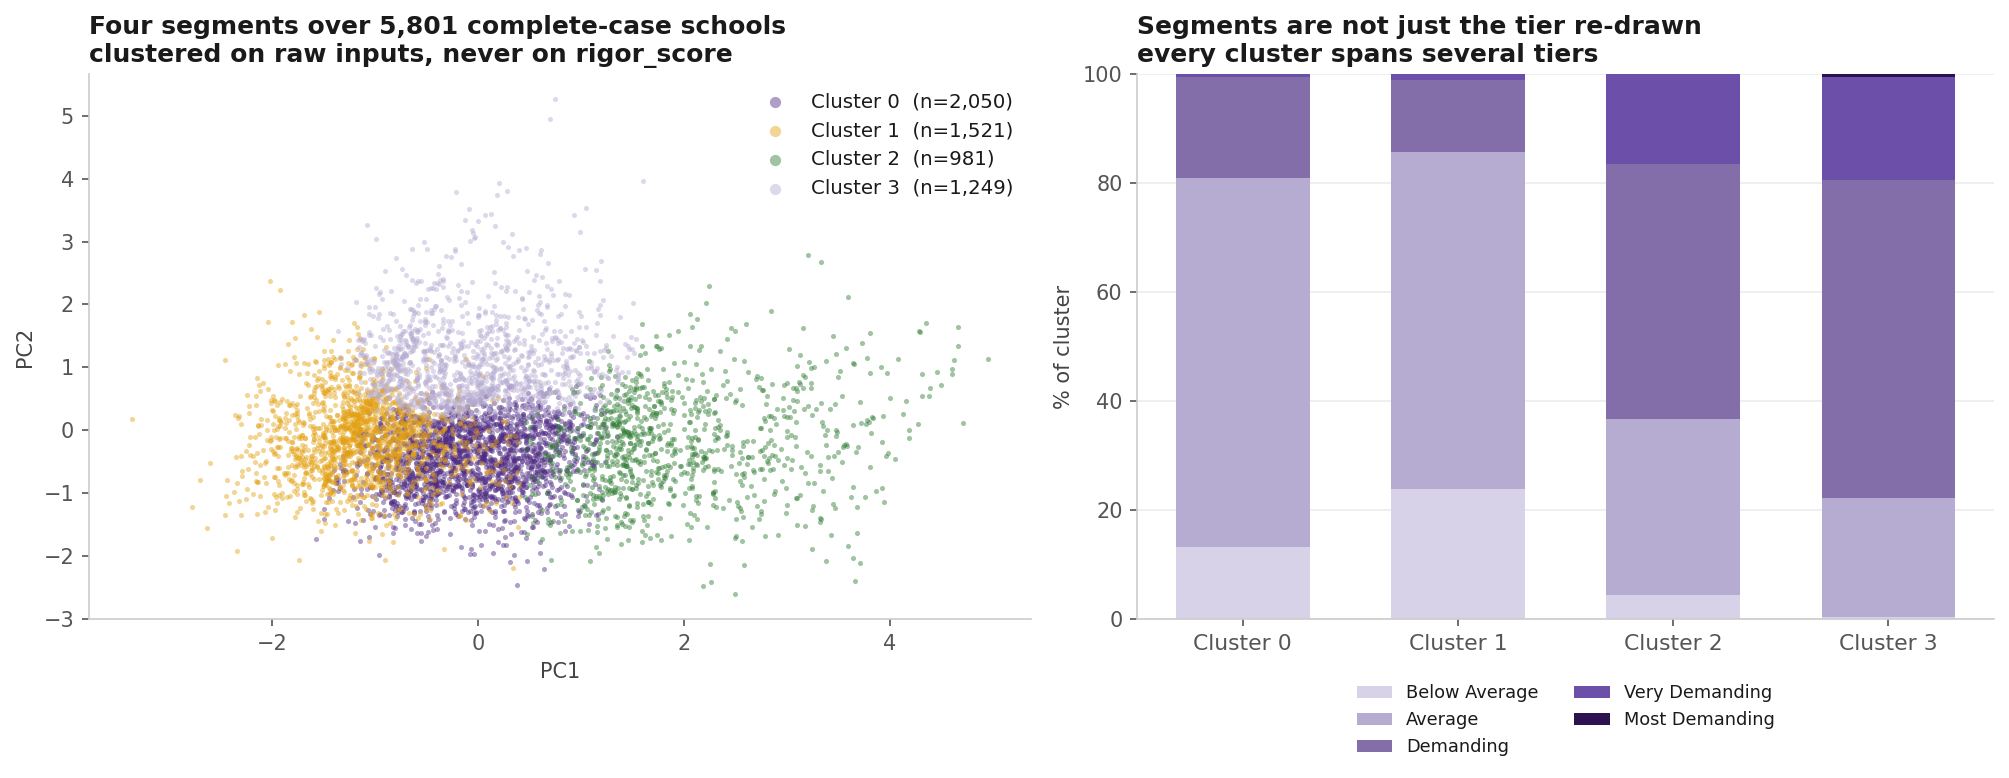 Four segments over 5,801 complete-case schools
clustered on raw inputs, never on rigor_score
Cluster 0 (n=2,050)
Cluster 1 (n=1,521)
Cluster 2 (n=981)
Cluster 3 (n=1,249)
5
4
3
2
1
0
−1
−2
−3
PC2
−2
0
2
4
PC1
Segments are not just the tier re-drawn
every cluster spans several tiers
100
80
60
40
20
0
% of cluster
Cluster 0
Cluster 1
Cluster 2
Cluster 3
Below Average
Average
Demanding
Very Demanding
Most Demanding